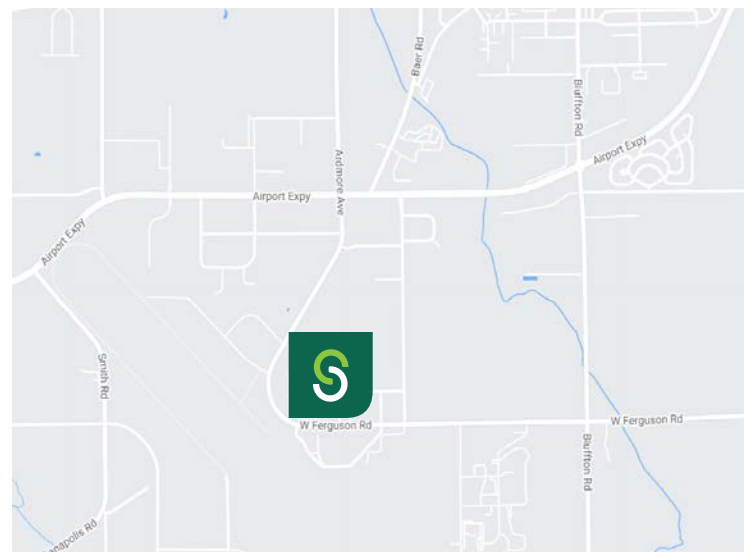 Baer Rd
Bluffton Rd
Ardmore Ave
Airport Expy
Airport Expy
Airport Expy
Smith Rd
W Ferguson Rd
W Ferguson Rd
Bluffton Rd
anapolis Rd